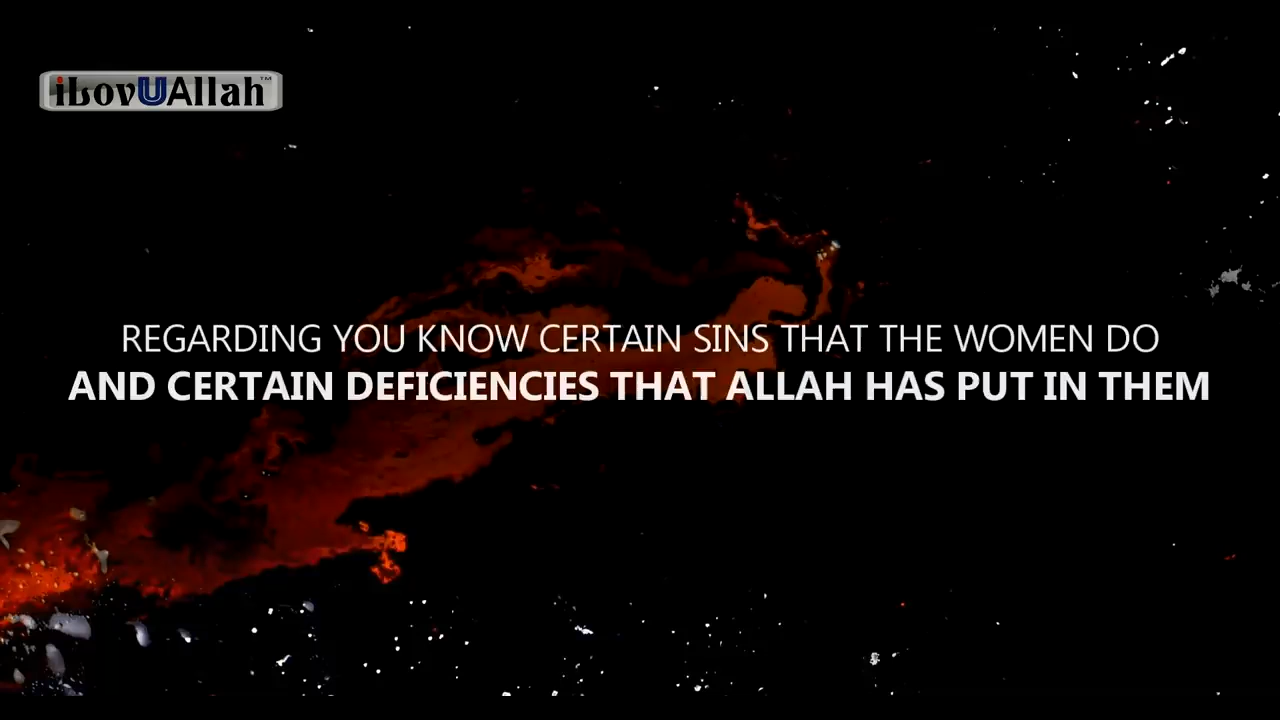 iLovUAllah™
REGARDING YOU KNOW CERTAIN SINS THAT THE WOMEN DO
AND CERTAIN DEFICIENCIES THAT ALLAH HAS PUT IN THEM